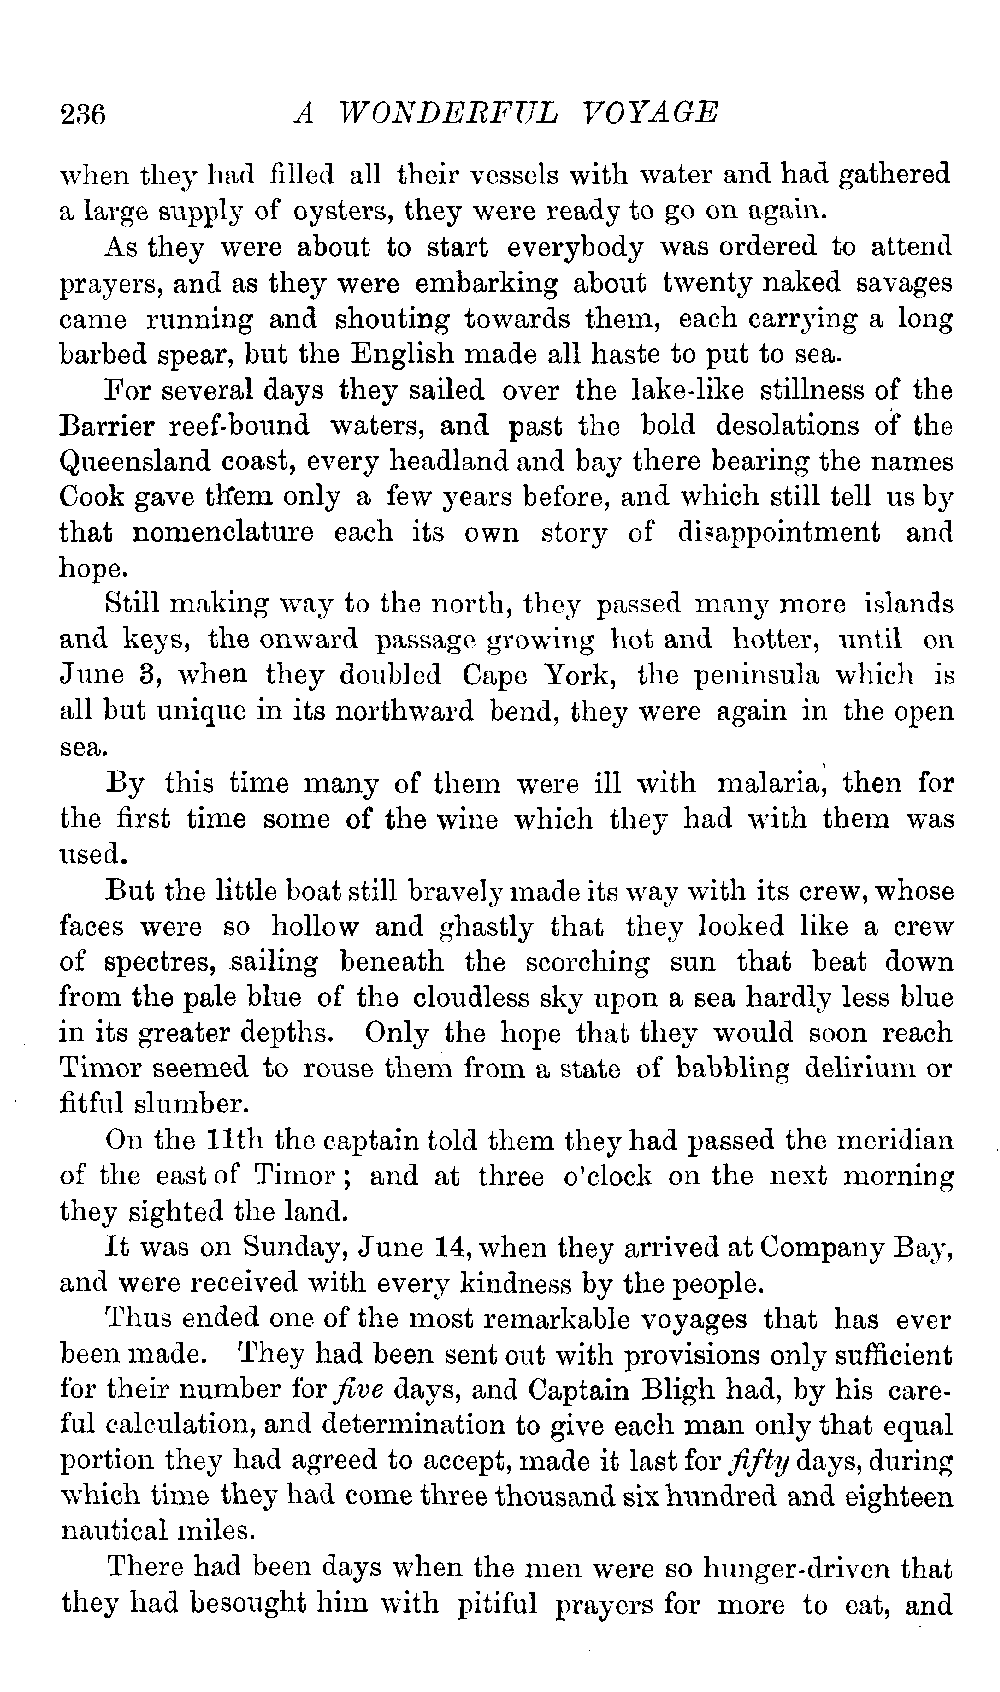 236 A WONDERFUL VOYAGE
when they had filled all their vessels with water and had gathered
a large supply of oysters, they were ready to go on again.
As they were about to start everybody was ordered to attend
prayers, and as they were embarking about twenty naked savages
came running and shouting towards them, each carrying a long
barbed spear, but the English made all haste to put to sea.
For several days they sailed over the lake-like stillness of the
Barrier reef-bound waters, and past the bold desolations of the
Queensland coast, every headland and bay there bearing the names
Cook gave them only a few years before, and which still tell us by
that nomenclature each its own story of disappointment and
hope.
Still making way to the north, they passed many more islands
and keys, the onward passage growing hot and hotter, until on
June 3, when they doubled Cape York, the peninsula which is
all but unique in its northward bend, they were again in the open
sea.
By this time many of them were ill with malaria, then for
the first time some of the wine which they had with them was
used.
But the little boat still bravely made its way with its crew, whose
faces were so hollow and ghastly that they looked like a crew
of spectres, sailing beneath the scorching sun that beat down
from the pale blue of the cloudless sky upon a sea hardly less blue
in its greater depths. Only the hope that they would soon reach
Timor seemed to rouse them from a state of babbling delirium or
fitful slumber.
On the 11th the captain told them they had passed the meridian
of the east of Timor; and at three o'clock on the next morning
they sighted the land.
It was on Sunday, June 14, when they arrived at Company Bay,
and were received with every kindness by the people.
Thus ended one of the most remarkable voyages that has ever
been made. They had been sent out with provisions only sufficient
for their number for five days, and Captain Bligh had, by his care-
ful calculation, and determination to give each man only that equal
portion they had agreed to accept, made it last for fifty days, during
which time they had come three thousand six hundred and eighteen
nautical miles.
There had been days when the men were so hunger-driven that
they had besought him with pitiful prayers for more to eat, and